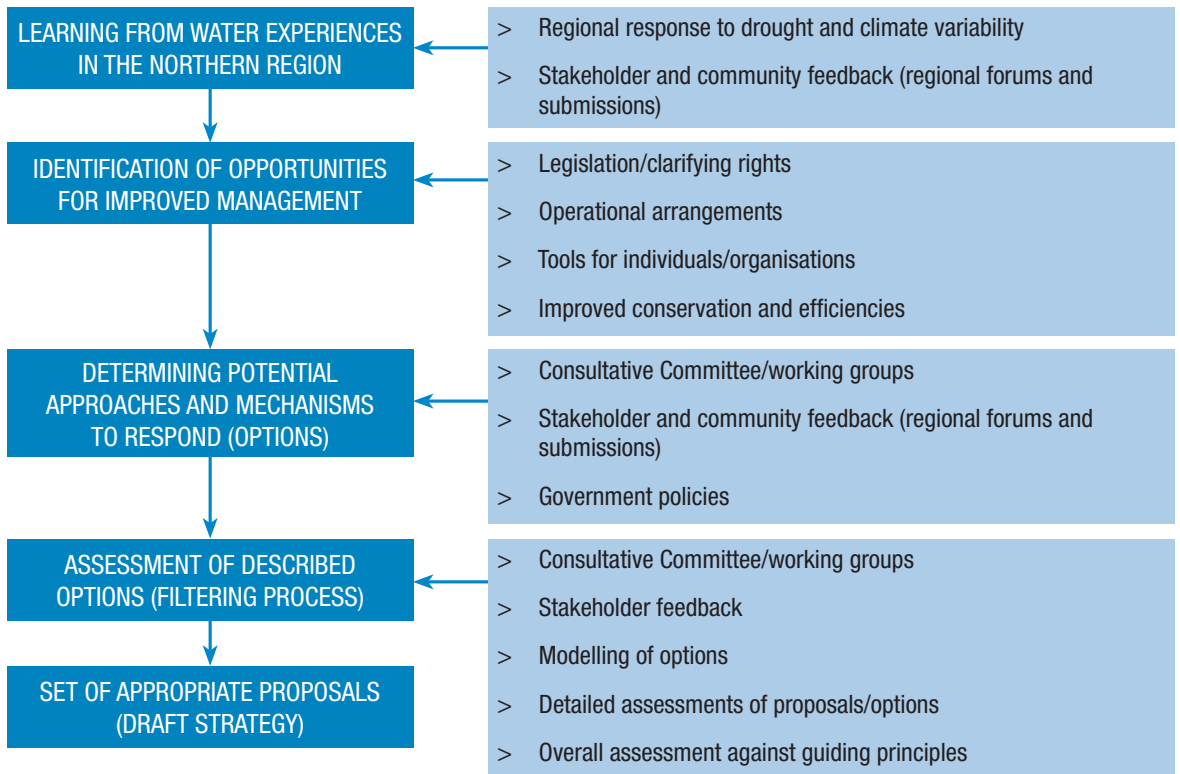 LEARNING FROM WATER EXPERIENCES
IN THE NORTHERN REGION
> Regional response to drought and climate variability
> Stakeholder and community feedback (regional forums and
submissions)
IDENTIFICATION OF OPPORTUNITIES
FOR IMPROVED MANAGEMENT
> Legislation/clarifying rights
> Operational arrangements
> Tools for individuals/organisations
> Improved conservation and efficiencies
DETERMINING POTENTIAL
APPROACHES AND MECHANISMS
TO RESPOND (OPTIONS)
> Consultative Committee/working groups
> Stakeholder and community feedback (regional forums and
submissions)
> Government policies
ASSESSMENT OF DESCRIBED
OPTIONS (FILTERING PROCESS)
> Consultative Committee/working groups
> Stakeholder feedback
> Modelling of options
> Detailed assessments of proposals/options
> Overall assessment against guiding principles
SET OF APPROPRIATE PROPOSALS
(DRAFT STRATEGY)